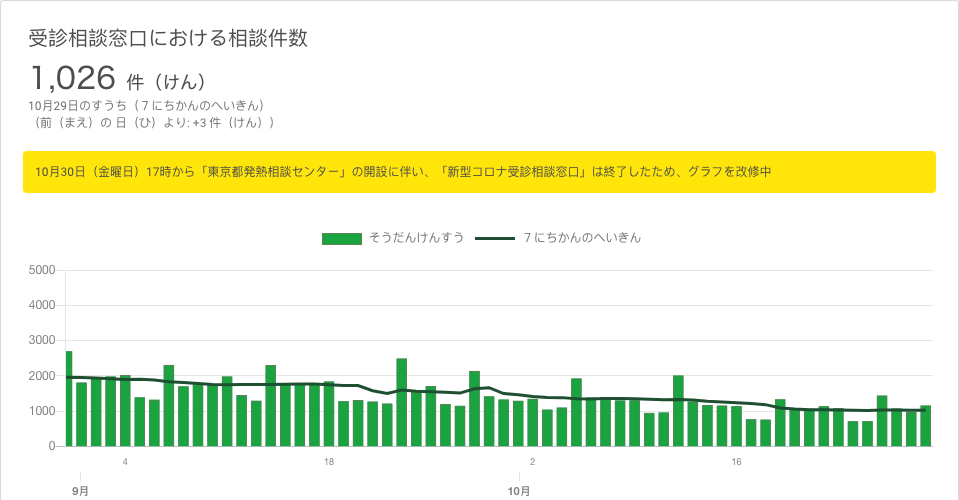 受診相談窓口における相談件数
1,026 件（けん）
10月29日のすうち（７にちかんのへいきん）
（前（まえ）の 日（ひ）より: +3 件（けん））
10月30日（金曜日）17時から「東京都発熱相談センター」の開設に伴い、「新型コロナ受診相談窓口」は終了したため、グラフを改修中
そうだんけんすう ７にちかんのへいきん
5000
4000
3000
2000
1000
0
4 18 2 16
9月 10月